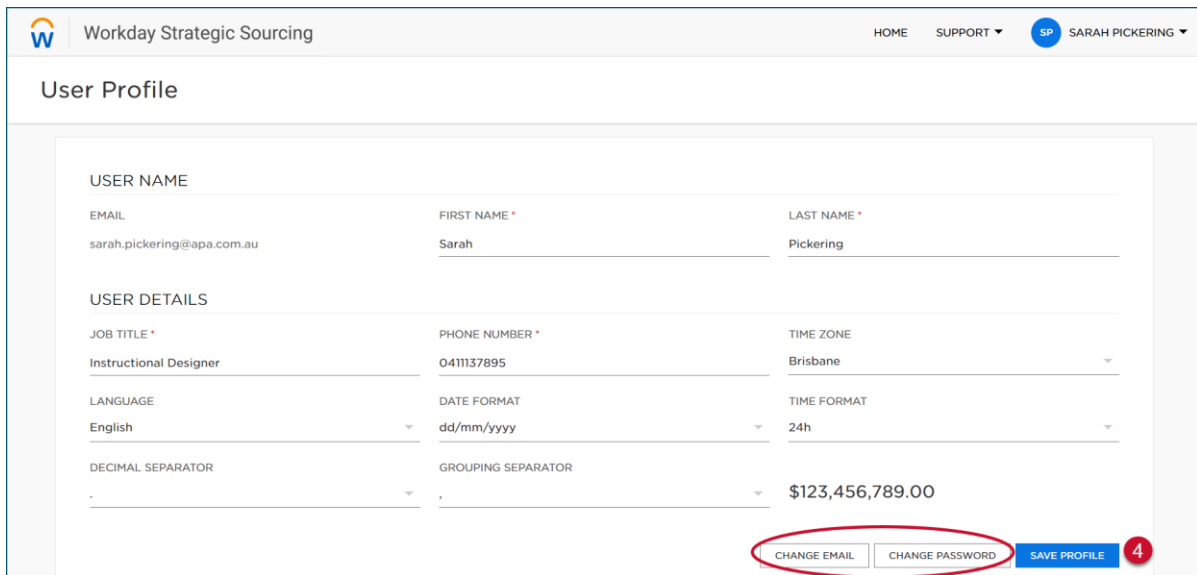 W Workday Strategic Sourcing HOME SUPPORT SP SARAH PICKERING
User Profile
USER NAME
EMAIL FIRST NAME * LAST NAME *
sarah.pickering@apa.com.au Sarah Pickering
USER DETAILS
JOB TITLE * PHONE NUMBER * TIME ZONE
Instructional Designer 0411137895 Brisbane
LANGUAGE DATE FORMAT TIME FORMAT
English dd/mm/yyyy 24h
DECIMAL SEPARATOR GROUPING SEPARATOR
. , $123,456,789.00
CHANGE EMAIL CHANGE PASSWORD SAVE PROFILE 4